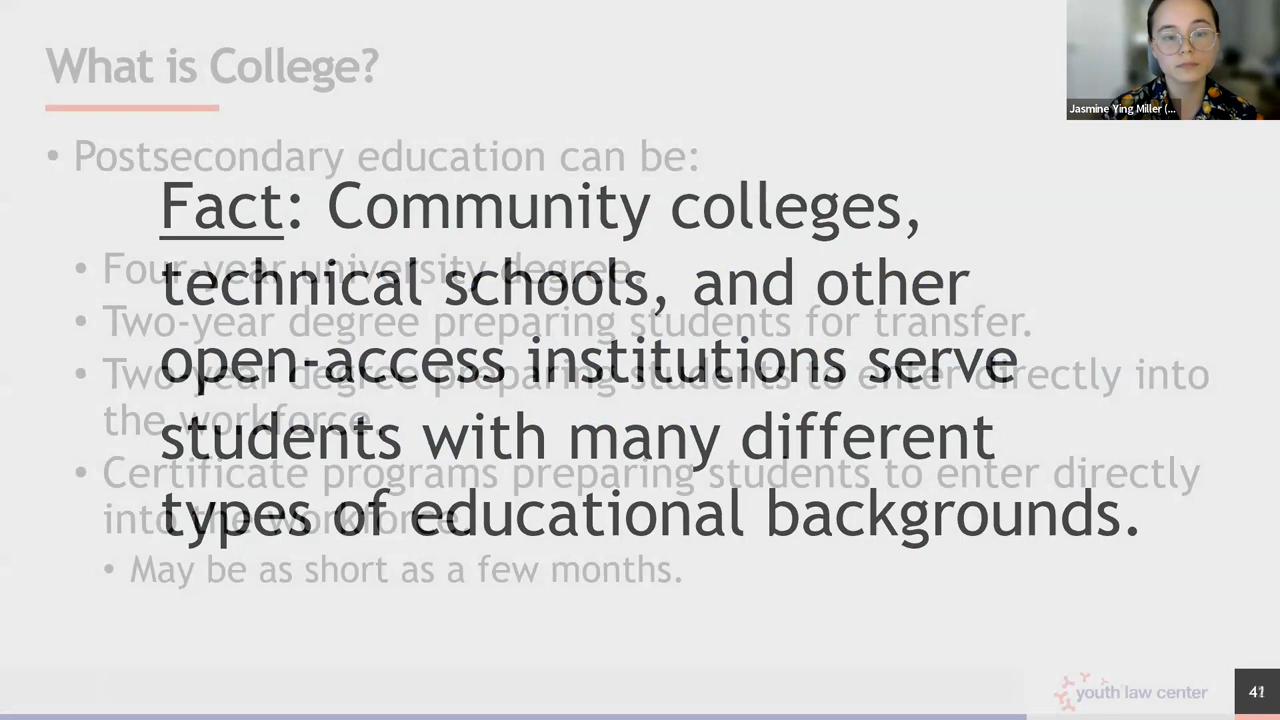 What is College?
Jasmine Ying Miller (...
• Postsecondary education can be:
Fact: Community colleges,
technical schools, and other
open-access institutions serve
students with many different
types of educational backgrounds.
• Four-year university degree.
• Two-year degree preparing students for transfer.
• Two-year degree preparing students to enter directly into
the workforce.
• Certificate programs preparing students to enter directly
into the workforce.
• May be as short as a few months.
youth law center